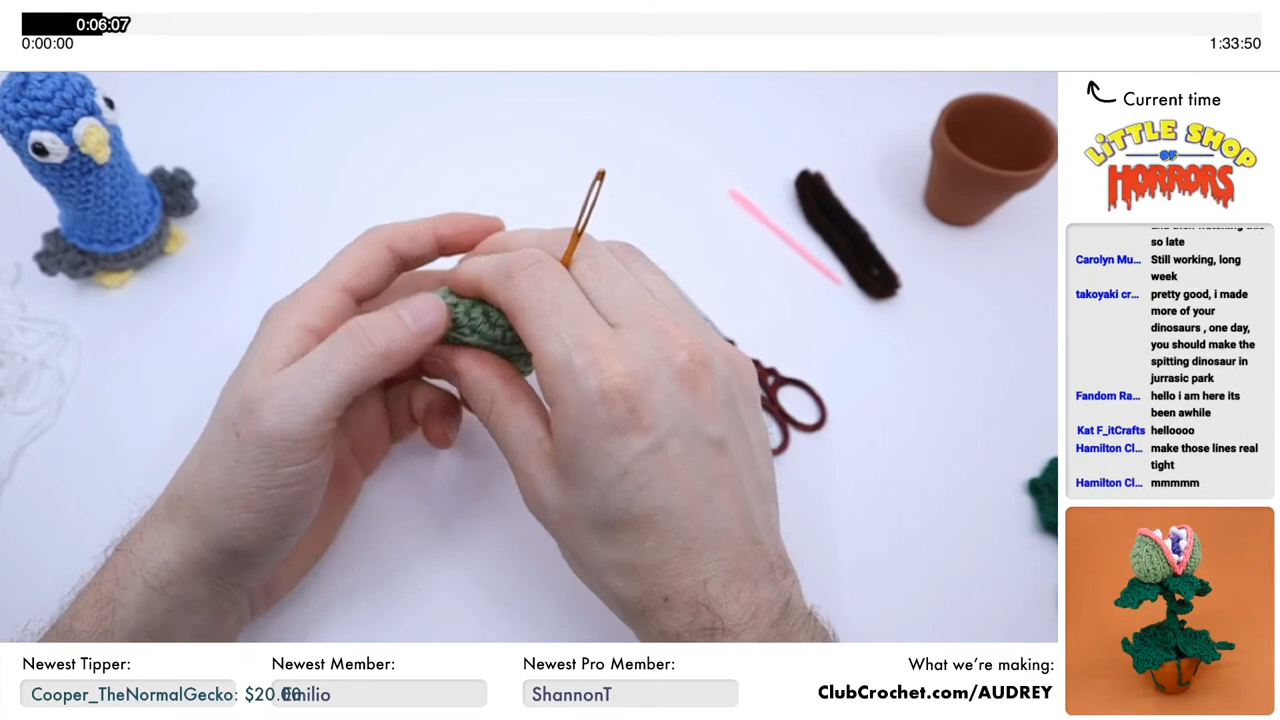 0:06:07
0:00:00
1:33:50
Current time
LiTTLE SHOP
OF
HORRORS
so late
Carolyn Mu... Still working, long
week
takoyaki cr... pretty good, i made
more of your
dinosaurs , one day,
you should make the
spitting dinosaur in
jurrasic park
Fandom Ra... hello i am here its
been awhile
Kat F_itCrafts helloooo
Hamilton Cl... make those lines real
tight
Hamilton Cl... mmmmm
Newest Tipper:
Cooper_TheNormalGecko: $20.00
Newest Member:
Emilio
Newest Pro Member:
ShannonT
What we're making:
ClubCrochet.com/AUDREY